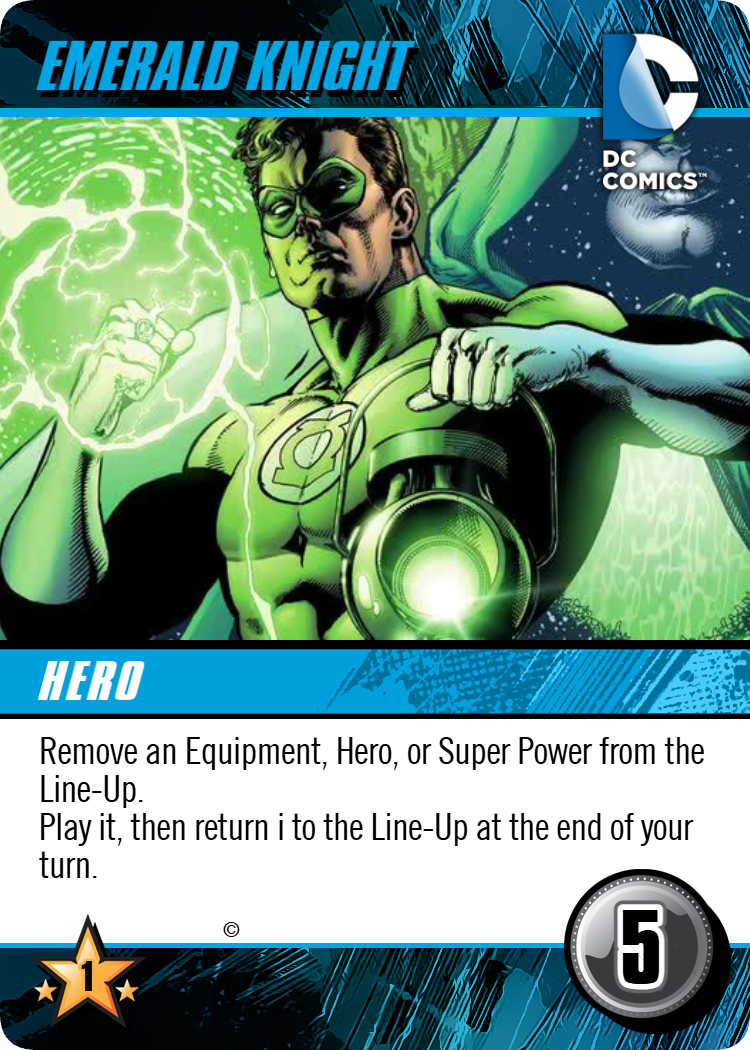 EMERALD KNIGHT
DC
COMICS™
HERO
Remove an Equipment, Hero, or Super Power from the
Line-Up.
Play it, then return i to the Line-Up at the end of your
turn.
©
1
5